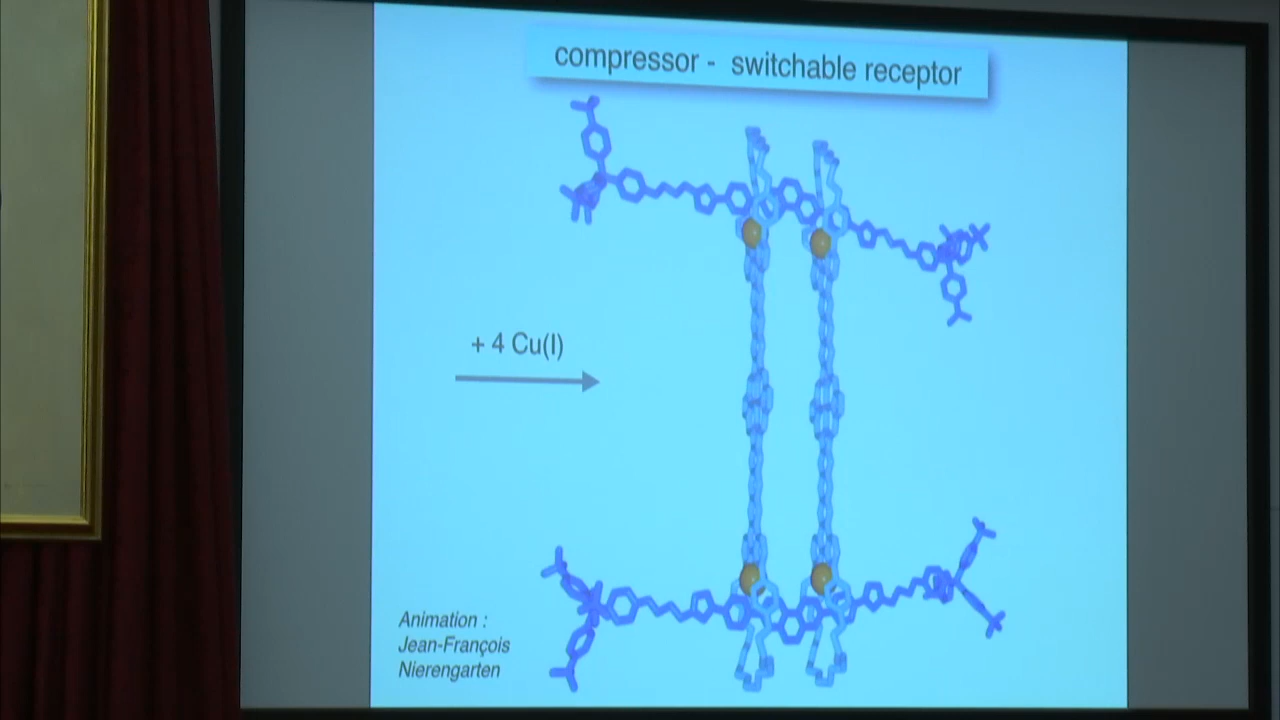 compressor - switchable receptor
+ 4 Cu(I)
Animation :
Jean-François
Nierengarten